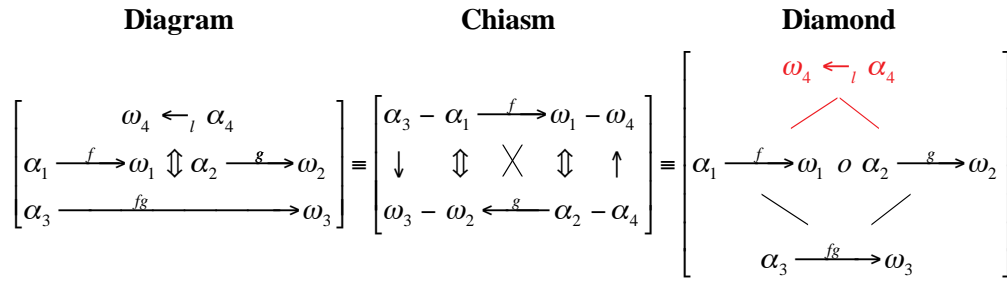 Diagram Chiasm Diamond
ω₄ ←ₗ α₄
α₁ —f→ ω₁ ⇕ α₂ —g→ ω₂
α₃ —fg→ ω₃
≡
α₃ – α₁ —f→ ω₁ – ω₄
↓ ⇕ ╳ ⇕ ↑
ω₃ – ω₂ ←g— α₂ – α₄
≡
ω₄ ←ₗ α₄
α₁ —f→ ω₁ o α₂ —g→ ω₂
α₃ —fg→ ω₃